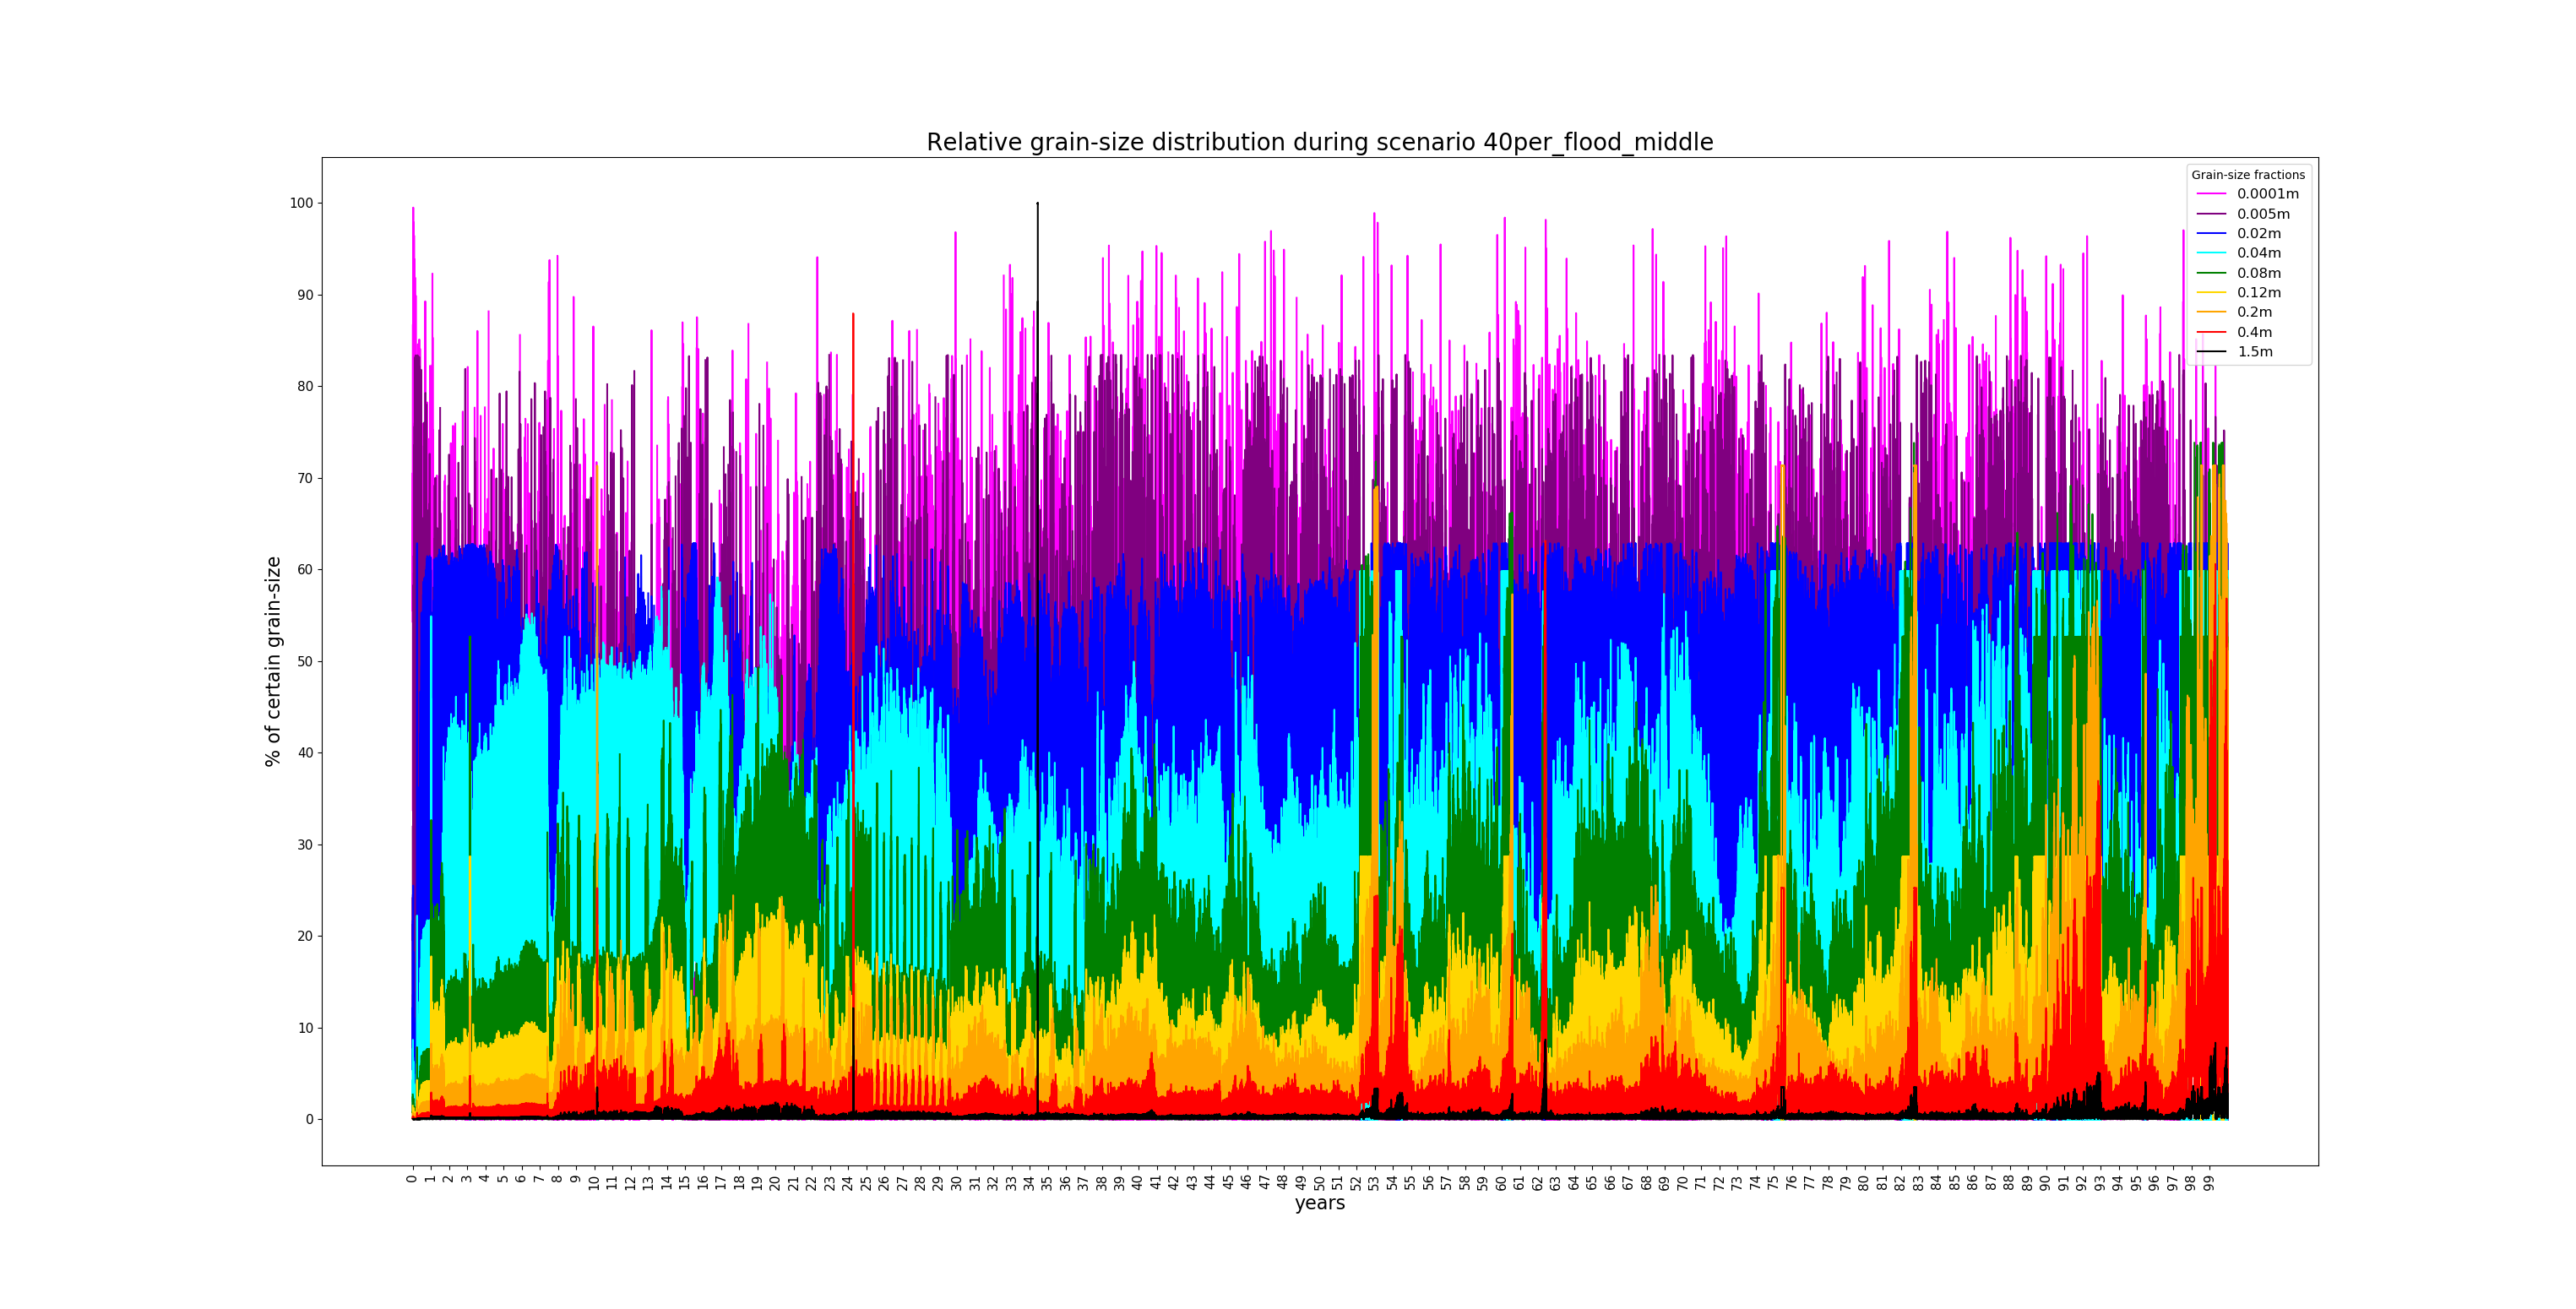 Relative grain-size distribution during scenario 40per_flood_middle
Grain-size fractions
0.0001m
0.005m
0.02m
0.04m
0.08m
0.12m
0.2m
0.4m
1.5m
% of certain grain-size
100
90
80
70
60
50
40
30
20
10
0
0 1 2 3 4 5 6 7 8 9 10 11 12 13 14 15 16 17 18 19 20 21 22 23 24 25 26 27 28 29 30 31 32 33 34 35 36 37 38 39 40 41 42 43 44 45 46 47 48 49 50 51 52 53 54 55 56 57 58 59 60 61 62 63 64 65 66 67 68 69 70 71 72 73 74 75 76 77 78 79 80 81 82 83 84 85 86 87 88 89 90 91 92 93 94 95 96 97 98 99
years